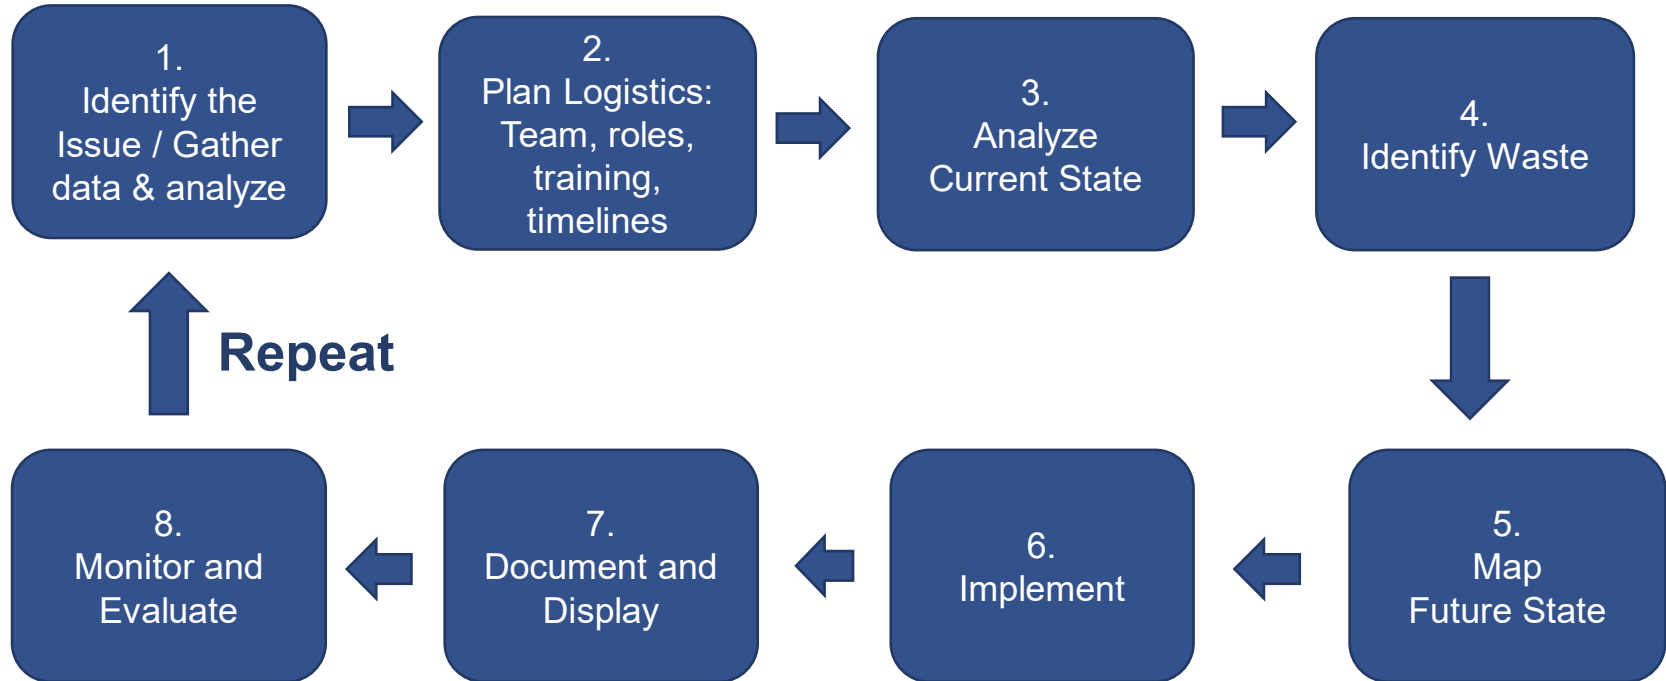 1.
Identify the
Issue / Gather
data & analyze
2.
Plan Logistics:
Team, roles,
training,
timelines
3.
Analyze
Current State
4.
Identify Waste
Repeat
5.
Map
Future State
6.
Implement
7.
Document and
Display
8.
Monitor and
Evaluate